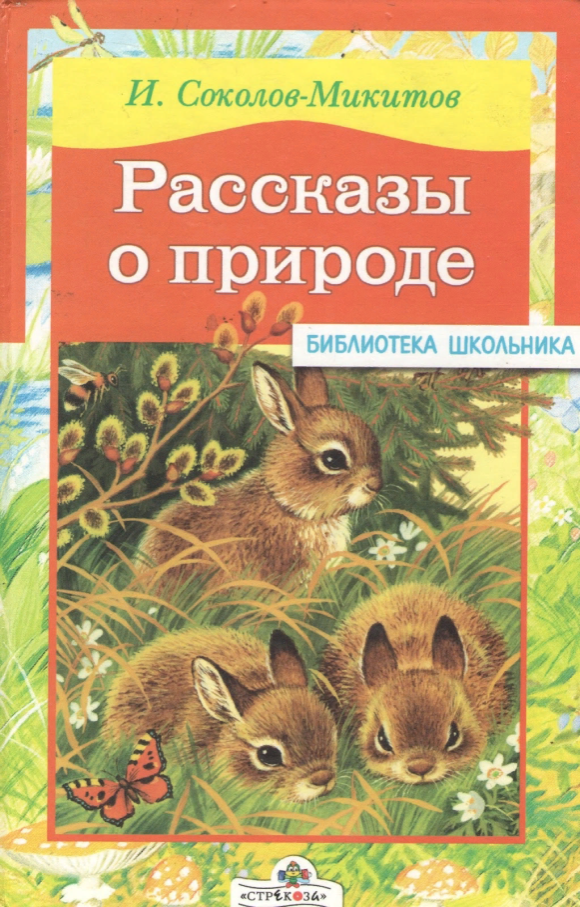 И. Соколов-Микитов
Рассказы
о природе
БИБЛИОТЕКА ШКОЛЬНИКА
«СТРЕКОЗА»